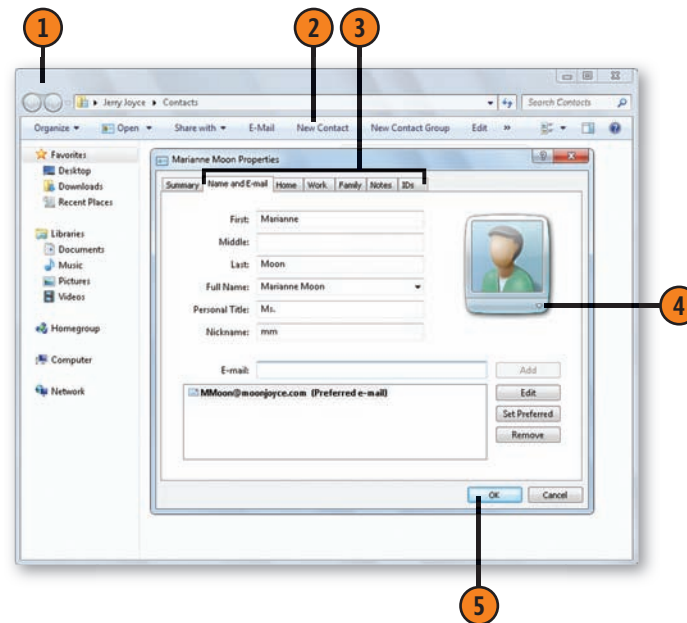 1
2
3
Jerry Joyce Contacts
Search Contacts
Organize Open Share with E-Mail New Contact New Contact Group Edit »
Favorites
Desktop
Downloads
Recent Places
Libraries
Documents
Music
Pictures
Videos
Homegroup
Computer
Network
Marianne Moon Properties
Summary Name and E-mail Home Work Family Notes IDs
First: Marianne
Middle:
Last: Moon
Full Name: Marianne Moon
Personal Title: Ms.
Nickname: mm
4
E-mail:
Add
MMoon@moonjoyce.com (Preferred e-mail)
Edit
Set Preferred
Remove
OK Cancel
5